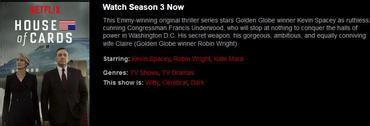 NETFLIX
HOUSE
of CARDS
Watch Season 3 Now
This Emmy-winning original thriller series stars Golden Globe winner Kevin Spacey as ruthless,
cunning Congressman Francis Underwood, who will stop at nothing to conquer the halls of
power in Washington D.C. His secret weapon: his gorgeous, ambitious, and equally conniving
wife Claire (Golden Globe winner Robin Wright)
Starring: Kevin Spacey, Robin Wright, Kate Mara
Genres: TV Shows, TV Dramas
This show is: Witty, Cerebral, Dark